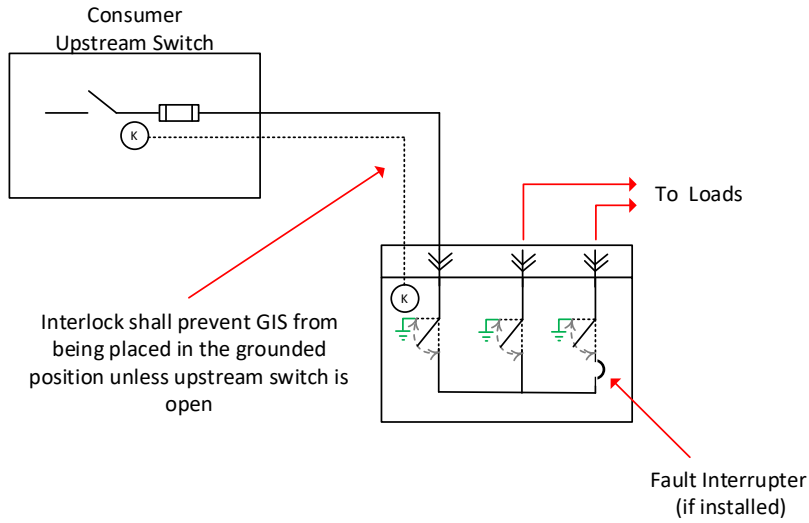 Consumer
Upstream Switch
K
To Loads
K
Interlock shall prevent GIS from
being placed in the grounded
position unless upstream switch is
open
Fault Interrupter
(if installed)